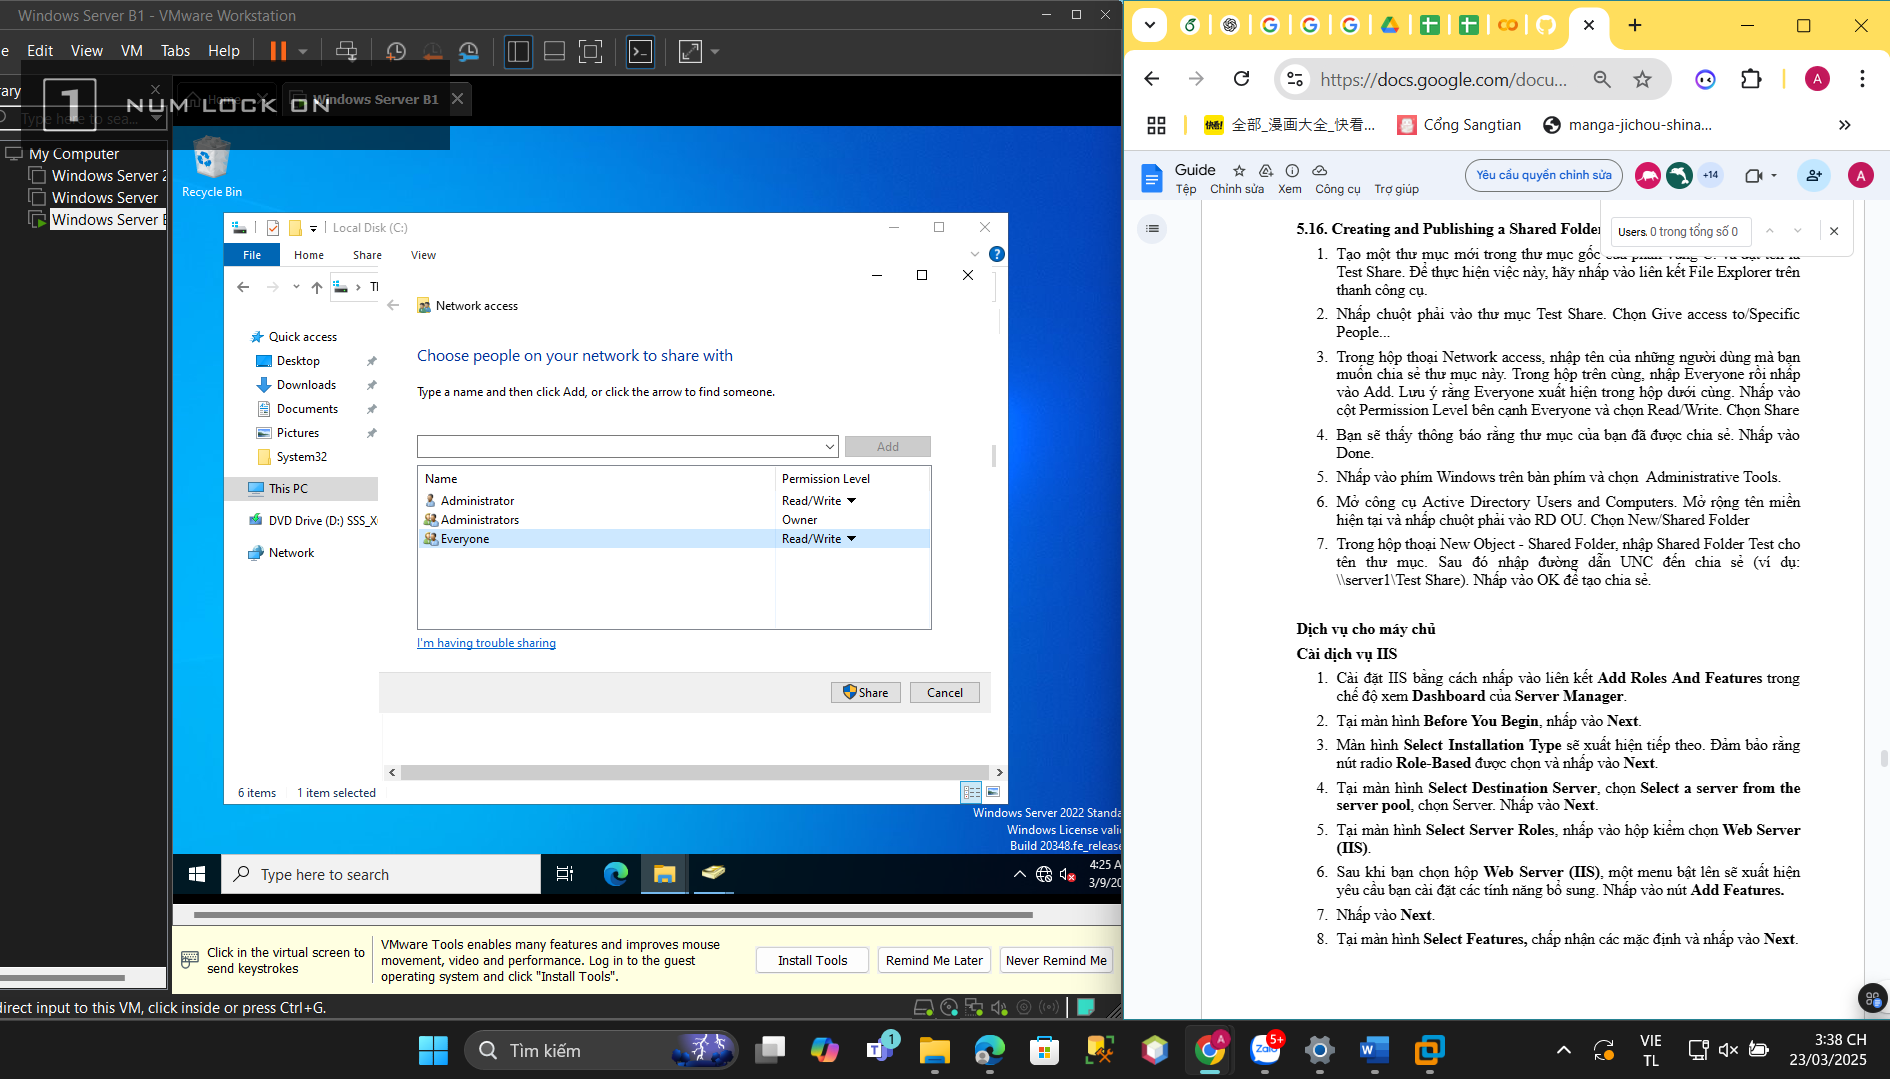 Windows Server B1 - VMware Workstation
e Edit View VM Tabs Help
ary
1 NUM LOCK ON
Home
Windows Server B1
Type here to sea...
My Computer
Windows Server 2
Windows Server
Windows Server B
Recycle Bin
Local Disk (C:)
File Home Share View
Network access
Choose people on your network to share with
Type a name and then click Add, or click the arrow to find someone.
Add
Name Permission Level
Administrator Read/Write
Administrators Owner
Everyone Read/Write
I'm having trouble sharing
Share Cancel
Quick access
Desktop
Downloads
Documents
Pictures
System32
This PC
DVD Drive (D:) SSS_X
Network
6 items 1 item selected
Windows Server 2022 Standa
Windows License vali
Build 20348.fe_release
Type here to search
4:25 A
3/9/20
Click in the virtual screen to
send keystrokes
VMware Tools enables many features and improves mouse
movement, video and performance. Log in to the guest
operating system and click "Install Tools".
Install Tools Remind Me Later Never Remind Me
direct input to this VM, click inside or press Ctrl+G.
https://docs.google.com/docu...
A
全部_漫画大全_快看... Cổng Sangtian manga-jichou-shina...
Guide
Tệp Chỉnh sửa Xem Công cụ Trợ giúp
Yêu cầu quyền chỉnh sửa
+14
A
Users. 0 trong tổng số 0
5.16. Creating and Publishing a Shared Folder
1. Tạo một thư mục mới trong thư mục gốc của phân vùng C: và đặt tên là
Test Share. Để thực hiện việc này, hãy nhấp vào liên kết File Explorer trên
thanh công cụ.
2. Nhấp chuột phải vào thư mục Test Share. Chọn Give access to/Specific
People...
3. Trong hộp thoại Network access, nhập tên của những người dùng mà bạn
muốn chia sẻ thư mục này. Trong hộp trên cùng, nhập Everyone rồi nhấp
vào Add. Lưu ý rằng Everyone xuất hiện trong hộp dưới cùng. Nhấp vào
cột Permission Level bên cạnh Everyone và chọn Read/Write. Chọn Share
4. Bạn sẽ thấy thông báo rằng thư mục của bạn đã được chia sẻ. Nhấp vào
Done.
5. Nhấp vào phím Windows trên bàn phím và chọn Administrative Tools.
6. Mở công cụ Active Directory Users and Computers. Mở rộng tên miền
hiện tại và nhấp chuột phải vào RD OU. Chọn New/Shared Folder
7. Trong hộp thoại New Object - Shared Folder, nhập Shared Folder Test cho
tên thư mục. Sau đó nhập đường dẫn UNC đến chia sẻ (ví dụ:
\\server1\Test Share). Nhấp vào OK để tạo chia sẻ.
Dịch vụ cho máy chủ
Cài dịch vụ IIS
1. Cài đặt IIS bằng cách nhấp vào liên kết Add Roles And Features trong
chế độ xem Dashboard của Server Manager.
2. Tại màn hình Before You Begin, nhấp vào Next.
3. Màn hình Select Installation Type sẽ xuất hiện tiếp theo. Đảm bảo rằng
nút radio Role-Based được chọn và nhấp vào Next.
4. Tại màn hình Select Destination Server, chọn Select a server from the
server pool, chọn Server. Nhấp vào Next.
5. Tại màn hình Select Server Roles, nhấp vào hộp kiểm chọn Web Server
(IIS).
6. Sau khi bạn chọn hộp Web Server (IIS), một menu bật lên sẽ xuất hiện
yêu cầu bạn cài đặt các tính năng bổ sung. Nhấp vào nút Add Features.
7. Nhấp vào Next.
8. Tại màn hình Select Features, chấp nhận các mặc định và nhấp vào Next.
Tìm kiếm
1
A
Zalo
5+
VIE
TL
3:38 CH
23/03/2025